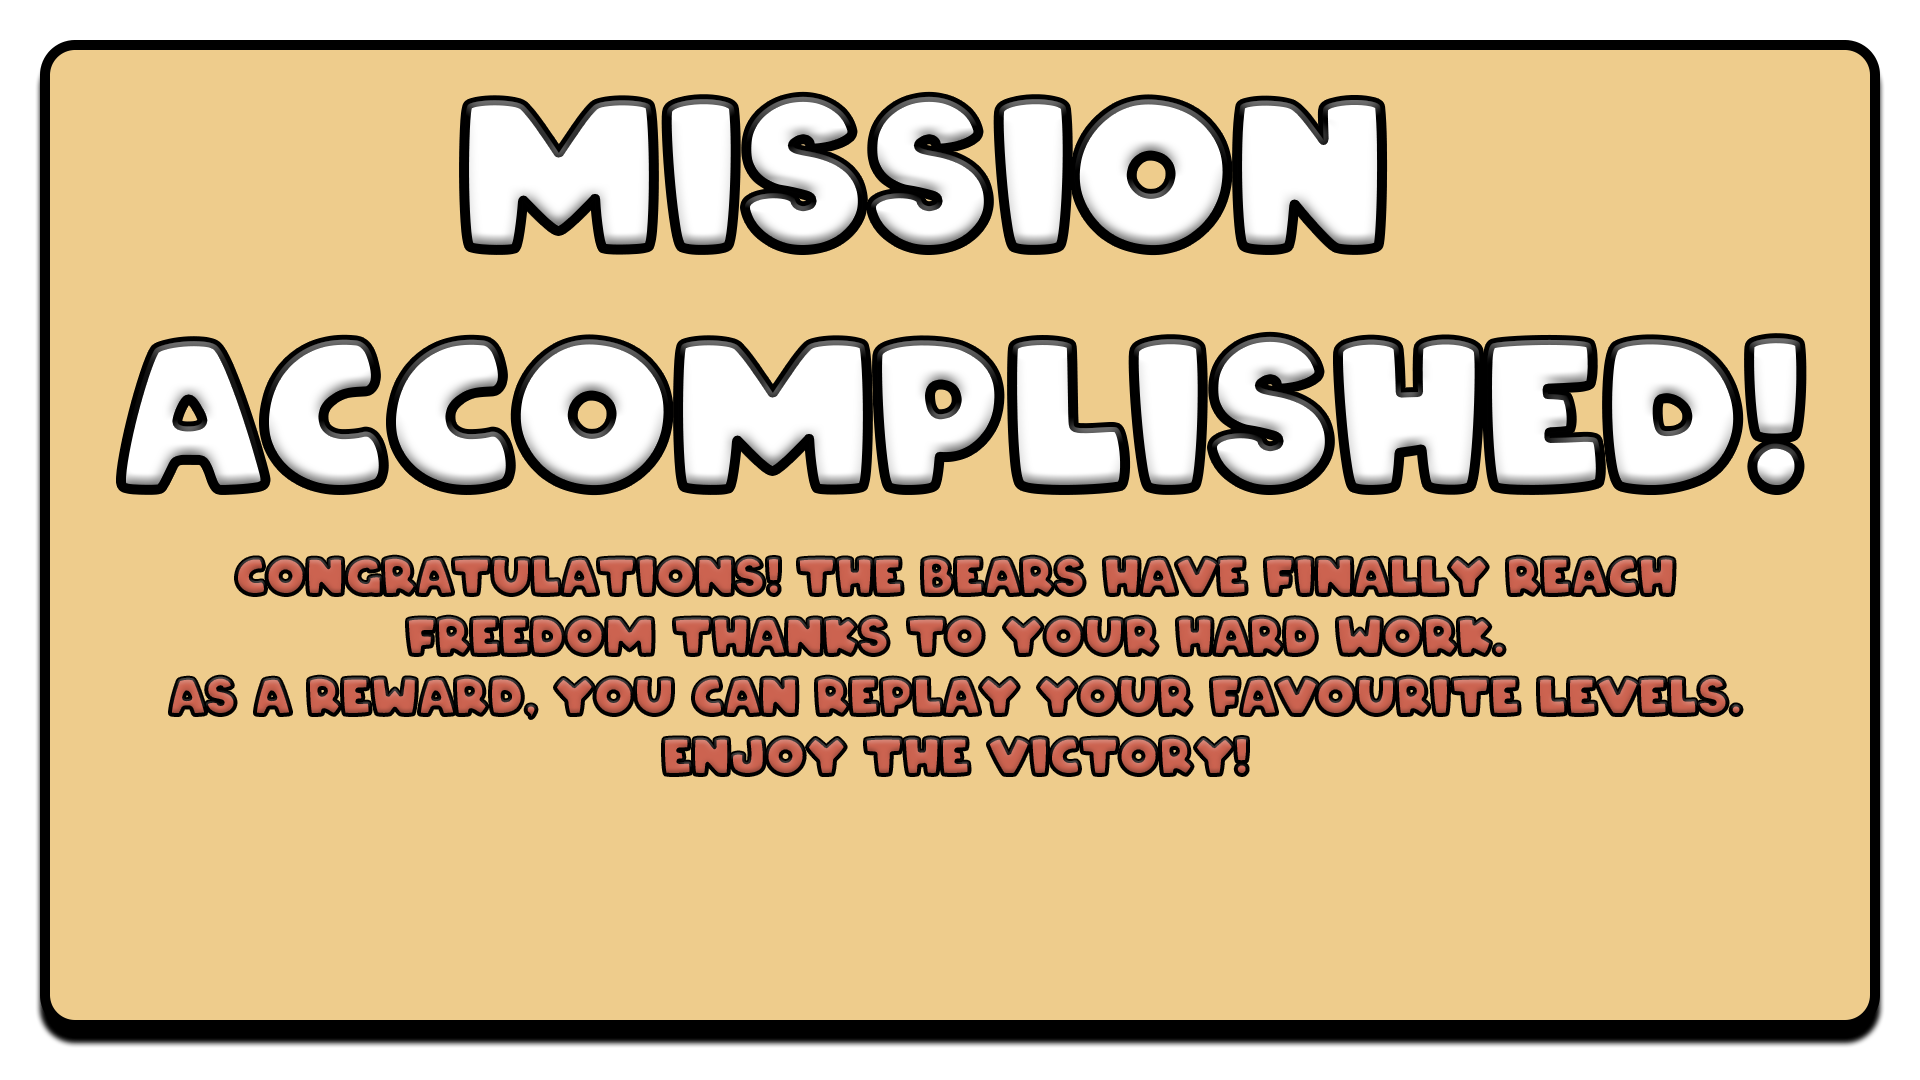 MISSION
ACCOMPLISHED!
CONGRATULATIONS! THE BEARS HAVE FINALLY REACH
FREEDOM THANKS TO YOUR HARD WORK.
AS A REWARD, YOU CAN REPLAY YOUR FAVOURITE LEVELS.
ENJOY THE VICTORY!